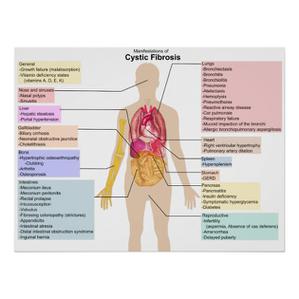 Manifestations of
Cystic Fibrosis
General
-Growth failure (malabsorption)
-Vitamin deficiency states
(vitamins A, D, E, K)
Nose and sinuses
-Nasal polyps
-Sinusitis
Liver
-Hepatic steatosis
-Portal hypertension
Gallbladder
-Biliary cirrhosis
-Neonatal obstructive jaundice
-Cholelithiasis
Bone
-Hypertrophic osteoarthropathy
-Clubbing
-Arthritis
-Osteoporosis
Intestines
-Meconium ileus
-Meconium peritonitis
-Rectal prolapse
-Intussusception
-Volvulus
-Fibrosing colonopathy (strictures)
-Appendicitis
-Intestinal atresia
-Distal intestinal obstruction syndrome
-Inguinal hernia
Lungs
-Bronchiectasis
-Bronchitis
-Bronchiolitis
-Pneumonia
-Atelectasis
-Hemoptysis
-Pneumothorax
-Reactive airway disease
-Cor pulmonale
-Respiratory failure
-Mucoid impaction of the bronchi
-Allergic bronchopulmonary aspergillosis
Heart
-Right ventricular hypertrophy
-Pulmonary artery dilation
Spleen
-Hypersplenism
Stomach
-GERD
Pancreas
-Pancreatitis
-Insulin deficiency
-Symptomatic hyperglycemia
-Diabetes
Reproductive
-Infertility
(aspermia, Absence of vas deferens)
-Amenorrhea
-Delayed puberty